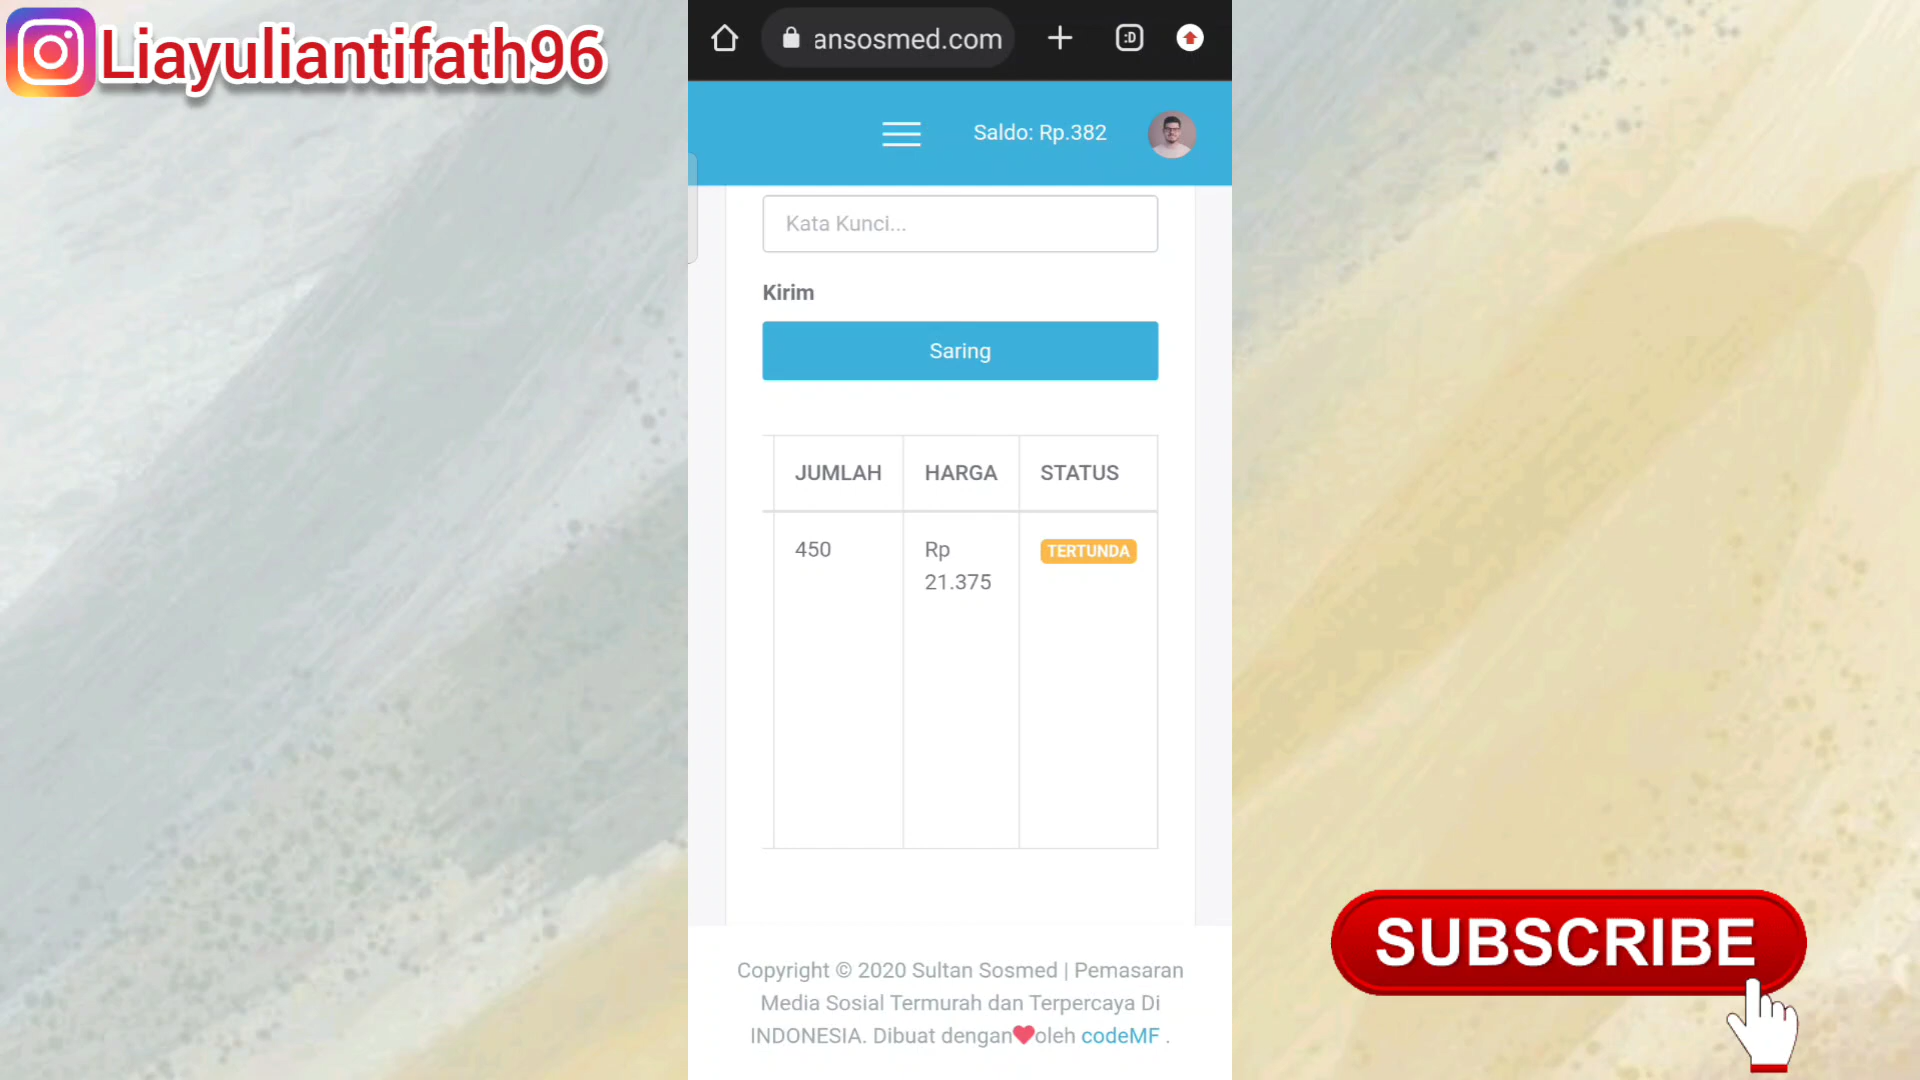 Liayuliantifath96
ansosmed.com
:D
Saldo: Rp.382
Kata Kunci...
Kirim
Saring
JUMLAH HARGA STATUS
450 Rp 21.375 TERTUNDA
Copyright © 2020 Sultan Sosmed | Pemasaran
Media Sosial Termurah dan Terpercaya Di
INDONESIA. Dibuat dengan❤oleh codeMF .
SUBSCRIBE